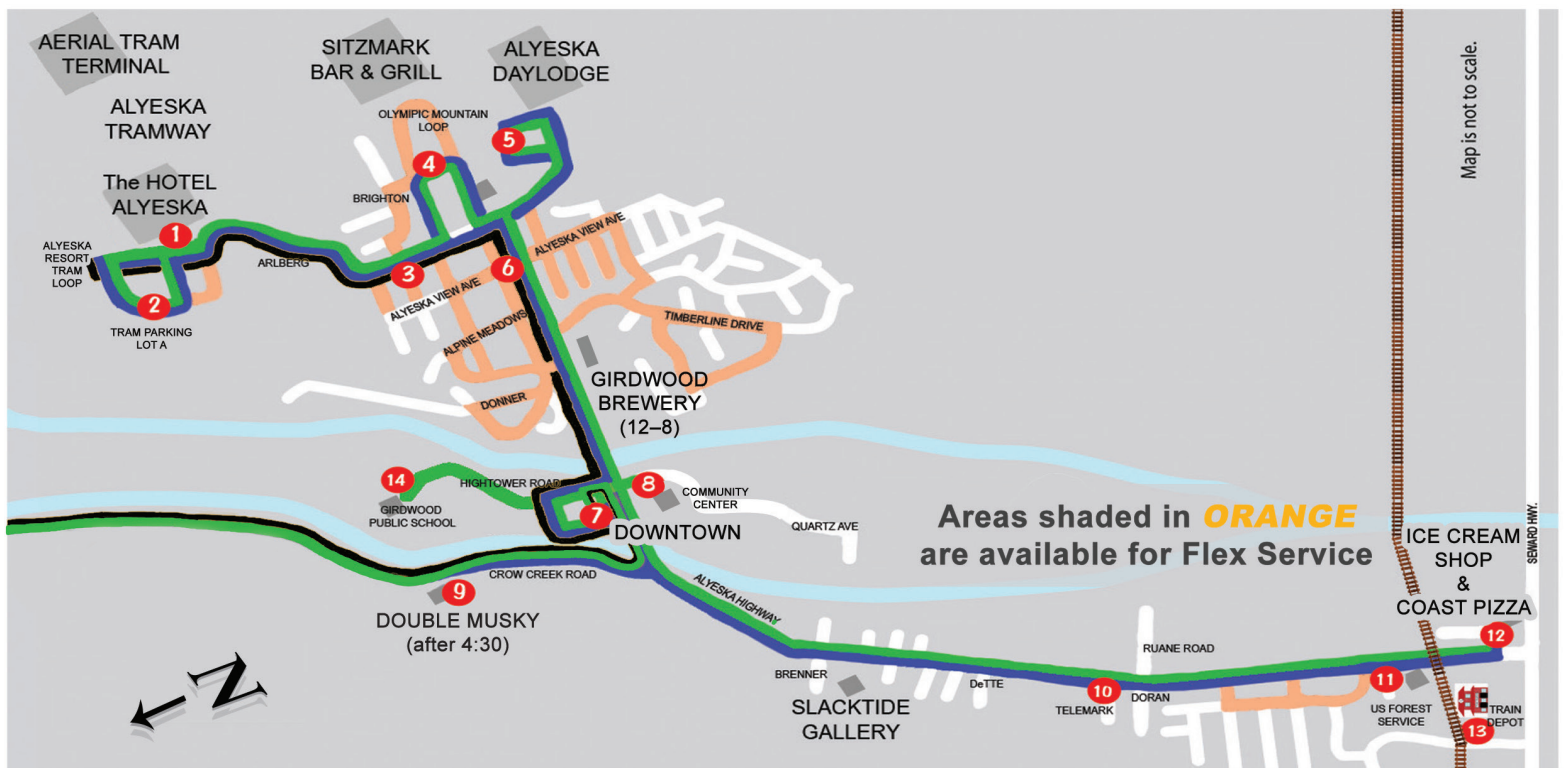 AERIAL TRAM
TERMINAL
ALYESKA
TRAMWAY
The HOTEL
ALYESKA
1
ALYESKA
RESORT
TRAM
LOOP
2
TRAM PARKING
LOT A
ARLBERG
SITZMARK
BAR & GRILL
OLYMPIC MOUNTAIN
LOOP
4
BRIGHTON
3
ALYESKA
DAYLODGE
5
6
ALYESKA VIEW AVE
ALYESKA VIEW AVE
ALPINE MEADOWS
TIMBERLINE DRIVE
DONNER
GIRDWOOD
BREWERY
(12–8)
14
HIGHTOWER ROAD
GIRDWOOD
PUBLIC SCHOOL
7
8
COMMUNITY
CENTER
DOWNTOWN
QUARTZ AVE
CROW CREEK ROAD
9
DOUBLE MUSKY
(after 4:30)
N
ALYESKA HIGHWAY
BRENNER
SLACKTIDE
GALLERY
DeTTE
10
TELEMARK
DORAN
RUANE ROAD
Areas shaded in ORANGE
are available for Flex Service
11
US FOREST
SERVICE
ICE CREAM
SHOP
&
COAST PIZZA
12
TRAIN
DEPOT
13
SEWARD HWY.
Map is not to scale.